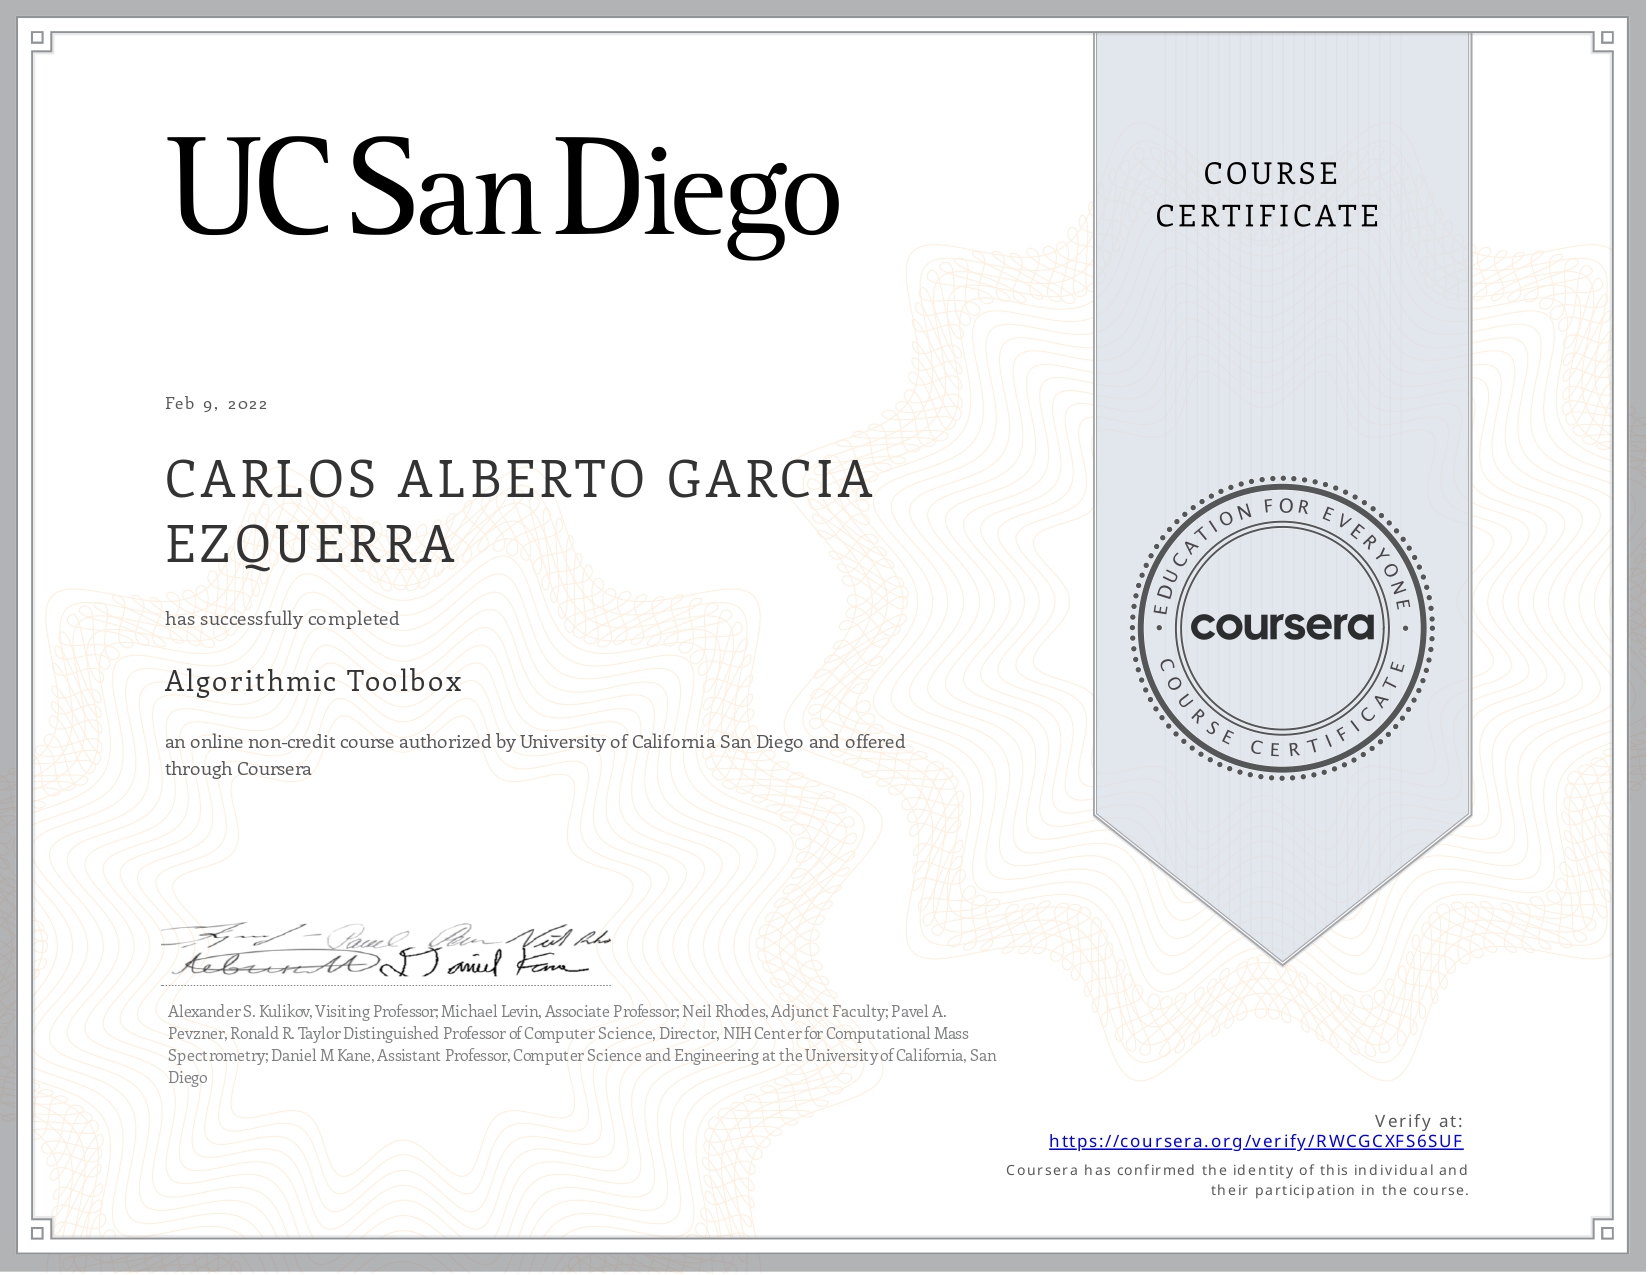 UC San Diego
COURSE
CERTIFICATE
Feb 9, 2022
CARLOS ALBERTO GARCIA
EZQUERRA
has successfully completed
Algorithmic Toolbox
an online non-credit course authorized by University of California San Diego and offered
through Coursera
EDUCATION FOR EVERYONE
coursera
COURSE CERTIFICATE
Daniel Kane
Alexander S. Kulikov, Visiting Professor; Michael Levin, Associate Professor; Neil Rhodes, Adjunct Faculty; Pavel A.
Pevzner, Ronald R. Taylor Distinguished Professor of Computer Science, Director, NIH Center for Computational Mass
Spectrometry; Daniel M Kane, Assistant Professor, Computer Science and Engineering at the University of California, San
Diego
Verify at:
https://coursera.org/verify/RWCGCXFS6SUF
Coursera has confirmed the identity of this individual and
their participation in the course.